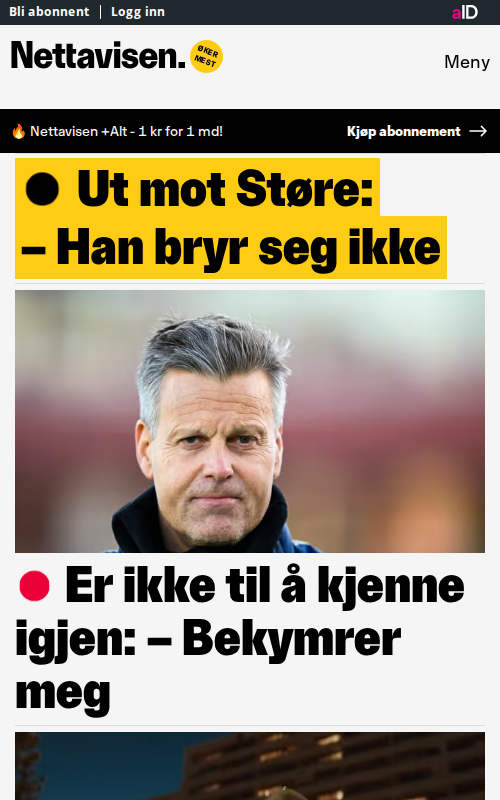 Bli abonnent | Logg inn
aID
Nettavisen.
ØKER MEST
Meny
Nettavisen +Alt - 1 kr for 1 md!
Kjøp abonnement
Ut mot Støre:
– Han bryr seg ikke
Er ikke til å kjenne
igjen: – Bekymrer
meg